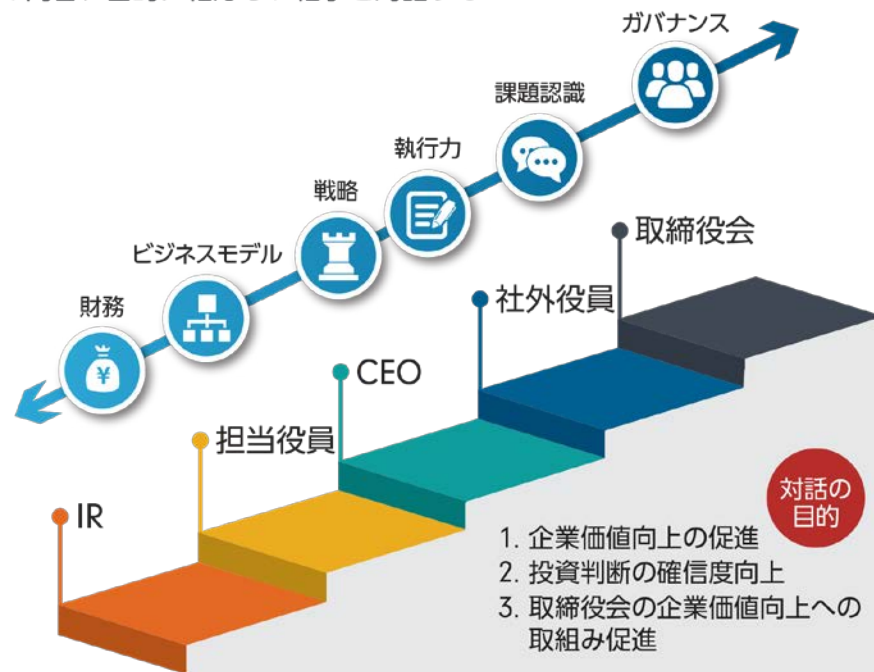 ガバナンス
課題認識
執行力
戦略
ビジネスモデル
財務
¥
取締役会
社外役員
CEO
担当役員
IR
対話の
目的
1. 企業価値向上の促進
2. 投資判断の確信度向上
3. 取締役会の企業価値向上への
取組み促進